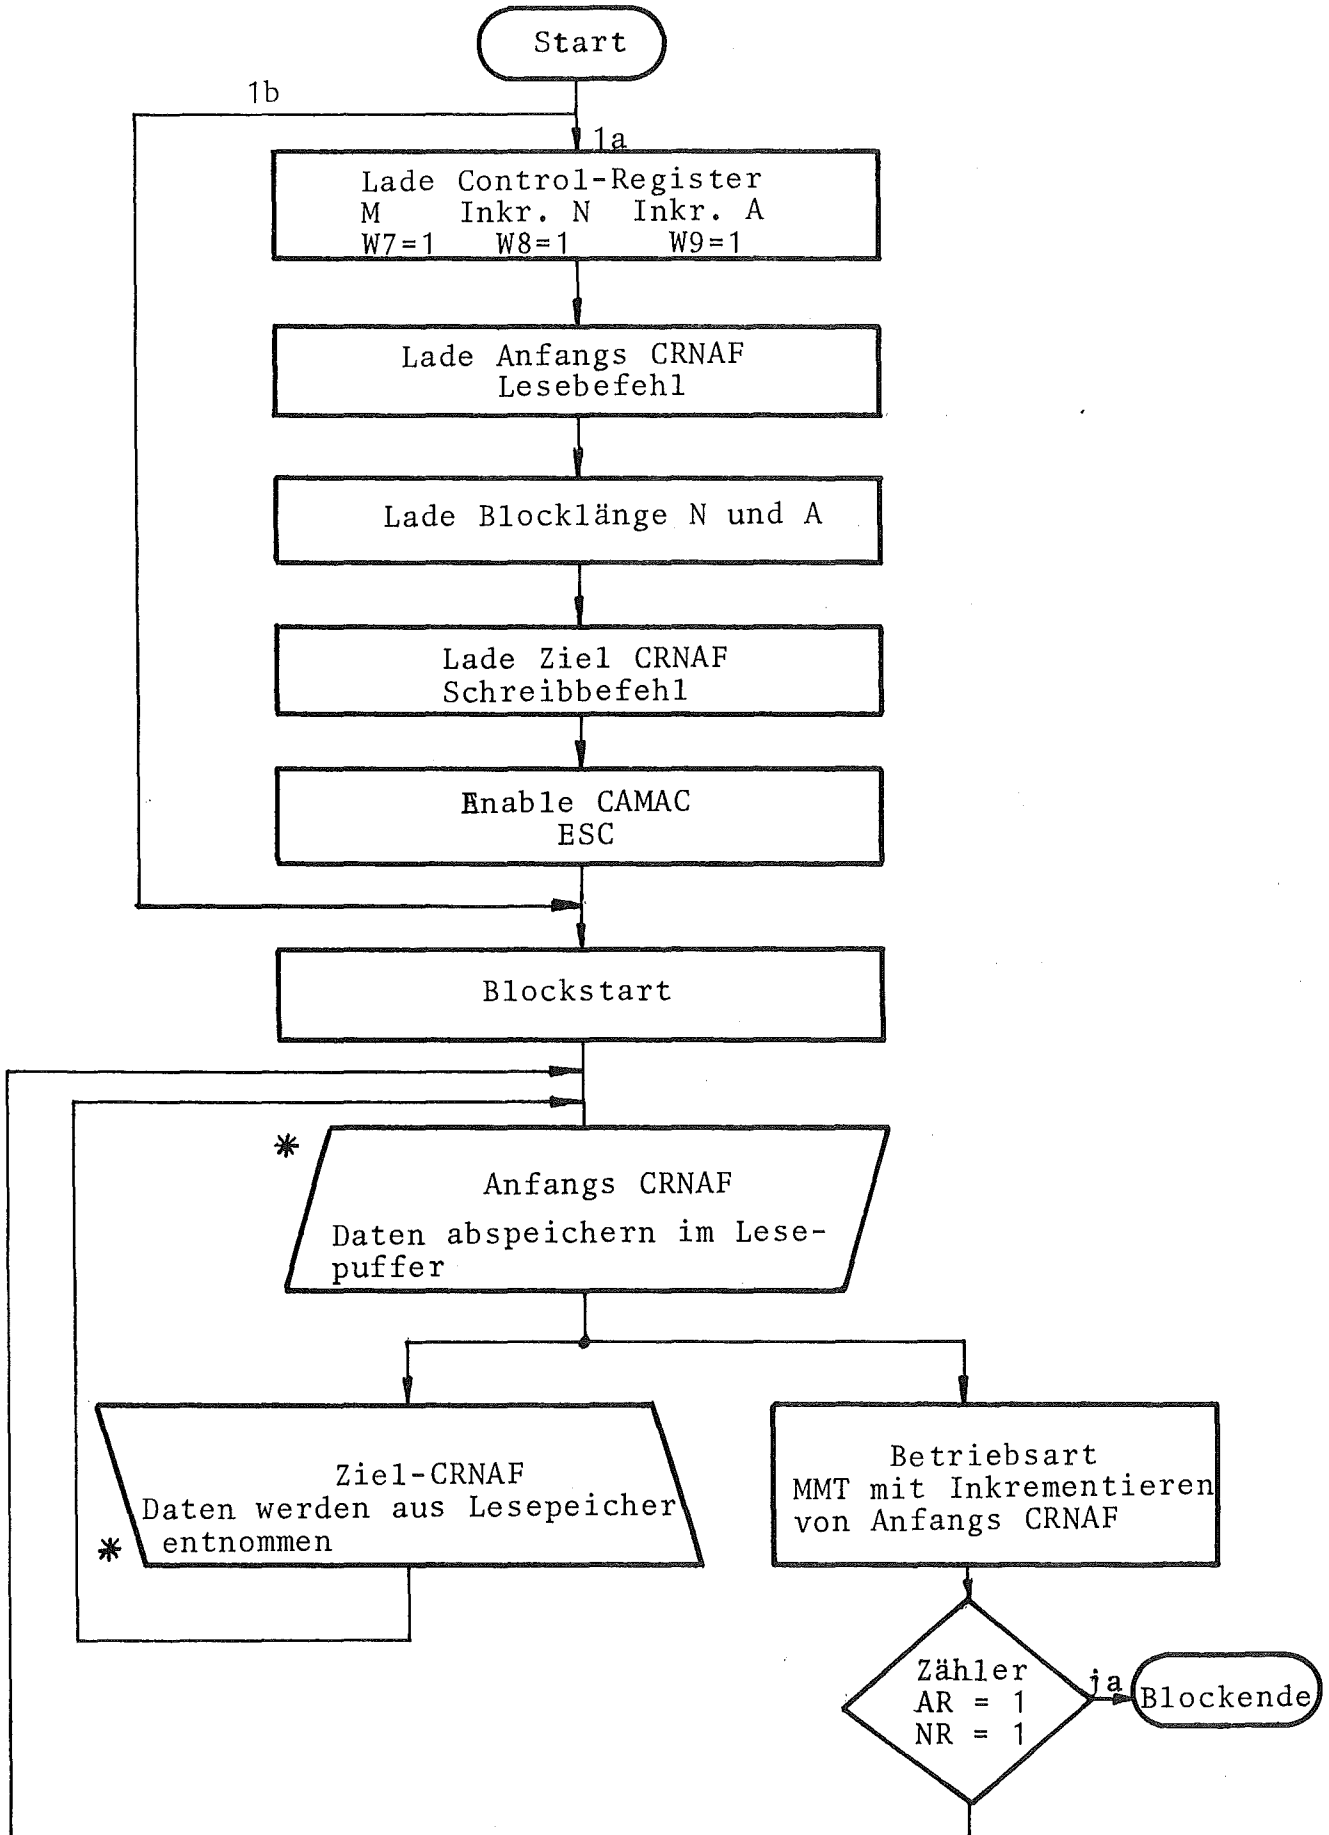 Start
1b
1a
Lade Control-Register
M Inkr. N Inkr. A
W7=1 W8=1 W9=1
Lade Anfangs CRNAF
Lesebefehl
Lade Blocklänge N und A
Lade Ziel CRNAF
Schreibbefehl
Enable CAMAC
ESC
Blockstart
*
Anfangs CRNAF
Daten abspeichern im Lese-
puffer
Ziel-CRNAF
Daten werden aus Lesepeicher
entnommen
*
Betriebsart
MMT mit Inkrementieren
von Anfangs CRNAF
Zähler
AR = 1
NR = 1
ja
Blockende